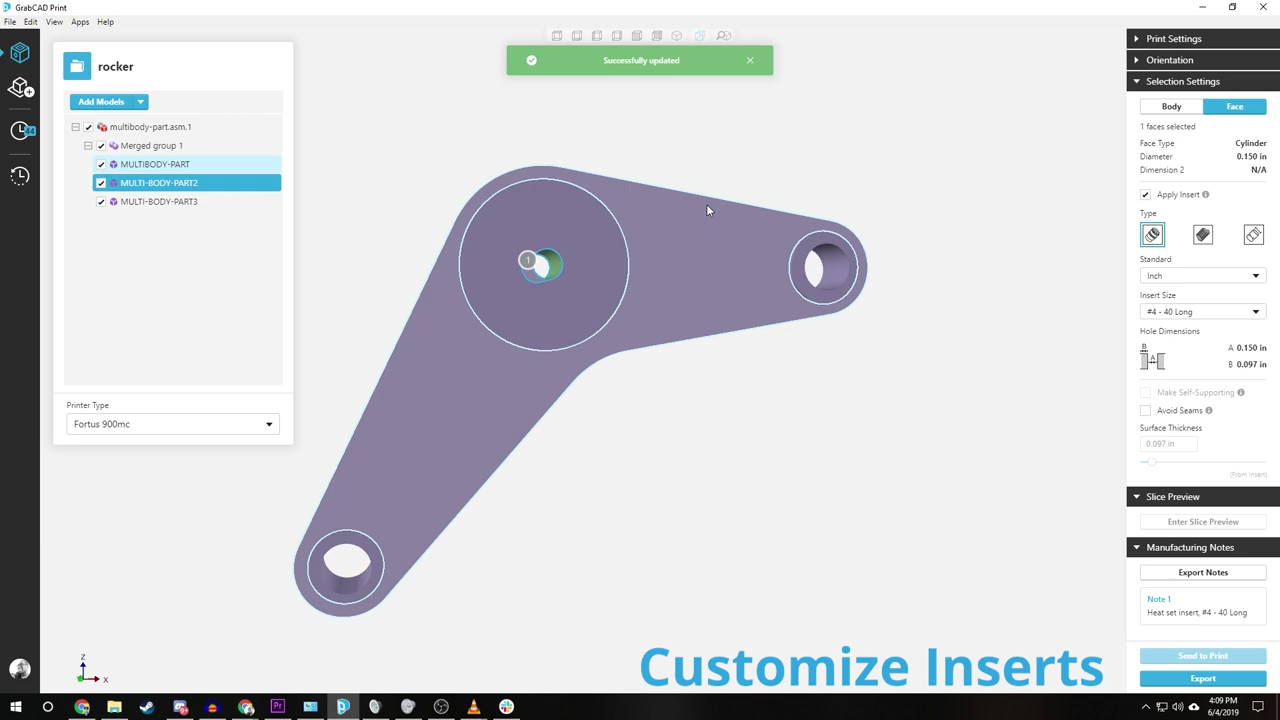 GrabCAD Print
File Edit View Apps Help
rocker
Add Models
multibody-part.asm.1
Merged group 1
MULTIBODY-PART
MULTI-BODY-PART2
MULTI-BODY-PART3
Printer Type
Fortus 900mc
44
Successfully updated
1
Print Settings
Orientation
Selection Settings
Body Face
1 faces selected
Face Type Cylinder
Diameter 0.150 in
Dimension 2 N/A
Apply Insert
Type
Standard
Inch
Insert Size
#4 - 40 Long
Hole Dimensions
B A A 0.150 in
B 0.097 in
Make Self-Supporting
Avoid Seams
Surface Thickness
0.097 in
(From Insert)
Slice Preview
Enter Slice Preview
Manufacturing Notes
Export Notes
Note 1
Heat set insert, #4 - 40 Long
Send to Print
Export
Z
X
Customize Inserts
4:09 PM
6/4/2019